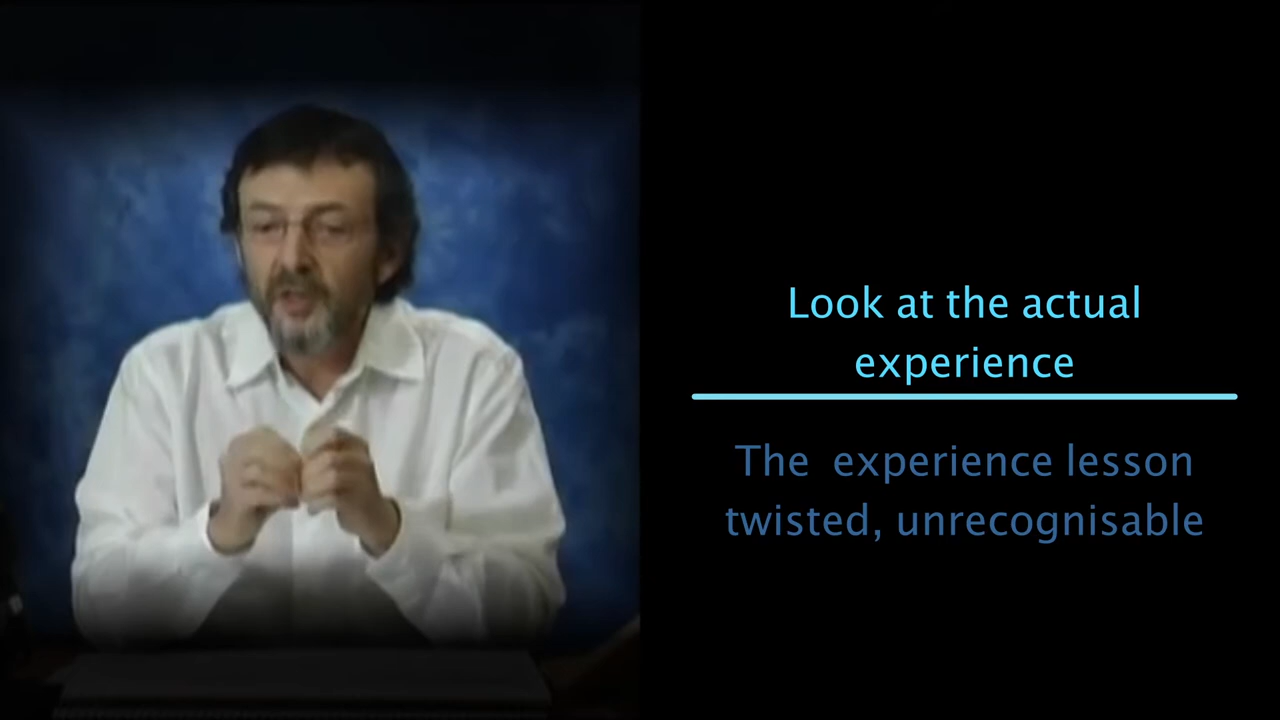 Look at the actual
experience
The  experience lesson
twisted, unrecognisable